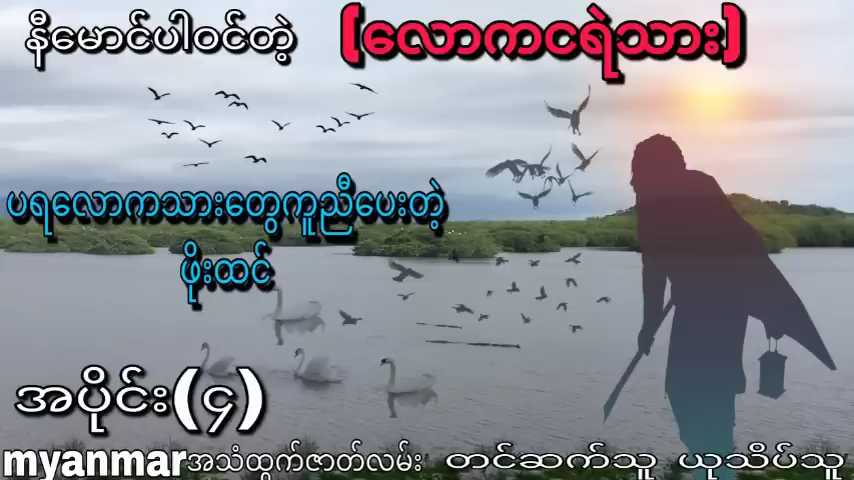 နီမောင်ပါဝင်တဲ့ (လောကငရဲသား)
ပရလောကသားတွေကူညီပေးတဲ့
ဖိုးထင်
အပိုင်း(၄)
myanmarအသံထွက်ဇာတ်လမ်း တင်ဆက်သူ ယုသိပ်သူ